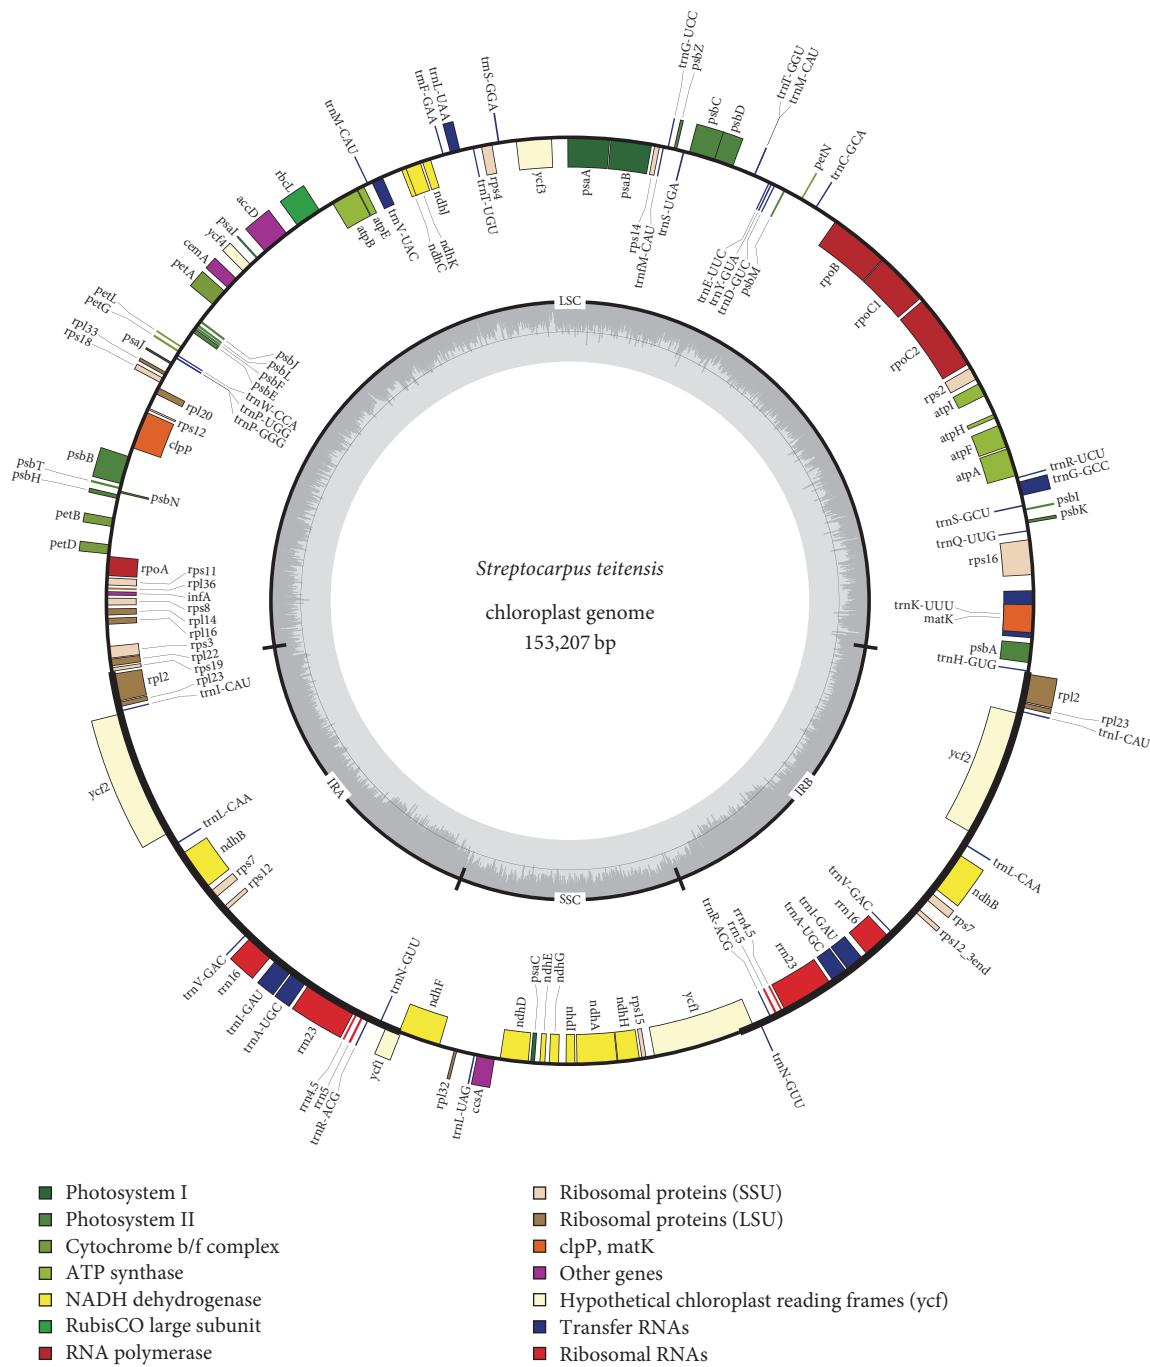 trnG-UCC
psbZ
psbC
psbD
trnT-GGU
trnM-CAU
petN
trnC-GCA
rpoB
rpoC1
rpoC2
rps2
atpI
atpH
atpF
atpA
trnR-UCU
trnG-GCC
trnS-GCU
psbI
psbK
trnQ-UUG
rps16
trnK-UUU
matK
psbA
trnH-GUG
rpl2
rpl23
trnI-CAU
ycf2
trnL-CAA
ndhB
rps7
rps12_3end
trnV-GAC
rrn16
trnI-GAU
trnA-UGC
rrn23
rrn4.5
rrn5
trnR-ACG
trnN-GUU
ycf1
rps15
ndhH
ndhA
ndhI
ndhG
ndhE
psaC
ndhD
ccsA
trnL-UAG
rpl32
ndhF
ycf1
trnN-GUU
trnR-ACG
rrn5
rrn4.5
rrn23
trnA-UGC
trnI-GAU
rrn16
trnV-GAC
rps12
rps7
ndhB
trnL-CAA
ycf2
trnI-CAU
rpl23
rpl2
rps19
rpl22
rps3
rpl16
rpl14
rps8
infA
rpl36
rps11
rpoA
petD
petB
psbH
psbT
psbN
psbB
clpP
rps12
rpl20
rps18
rpl33
psaJ
trnP-GGG
trnP-UGG
trnW-CCA
petG
petL
psbE
psbF
psbL
psbJ
petA
cemA
ycf4
psaI
accD
rbcL
atpB
atpE
trnM-CAU
trnV-UAC
ndhC
ndhK
ndhJ
trnF-GAA
trnL-UAA
trnT-UGU
rps4
trnS-GGA
ycf3
psaA
psaB
rps14
trnfM-CAU
trnS-UGA
trnE-UUC
trnY-GUA
trnD-GUC
psbM
LSC
IRA
IRB
SSC
Streptocarpus teitensis
chloroplast genome
153,207 bp
Photosystem I
Photosystem II
Cytochrome b/f complex
ATP synthase
NADH dehydrogenase
RubisCO large subunit
RNA polymerase
Ribosomal proteins (SSU)
Ribosomal proteins (LSU)
clpP, matK
Other genes
Hypothetical chloroplast reading frames (ycf)
Transfer RNAs
Ribosomal RNAs